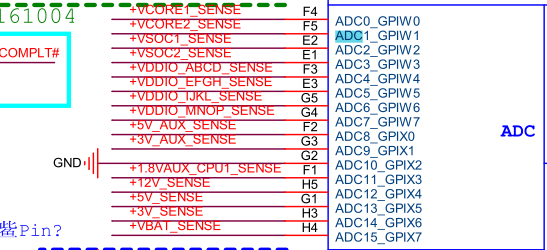 161004
COMPLT#
GND
皆Pin?
+VCORE1_SENSE F4 ADC0_GPIW0
+VCORE2_SENSE F5 ADC1_GPIW1
+VSOC1_SENSE E2 ADC2_GPIW2
+VSOC2_SENSE E1 ADC3_GPIW3
+VDDIO_ABCD_SENSE F3 ADC4_GPIW4
+VDDIO_EFGH_SENSE E3 ADC5_GPIW5
+VDDIO_IJKL_SENSE G5 ADC6_GPIW6
+VDDIO_MNOP_SENSE G4 ADC7_GPIW7
+5V_AUX_SENSE F2 ADC8_GPIX0
+3V_AUX_SENSE G3 ADC9_GPIX1
G2 ADC10_GPIX2
+1.8VAUX_CPU1_SENSE F1 ADC11_GPIX3
+12V_SENSE H5 ADC12_GPIX4
+5V_SENSE G1 ADC13_GPIX5
+3V_SENSE H3 ADC14_GPIX6
+VBAT_SENSE H4 ADC15_GPIX7
ADC